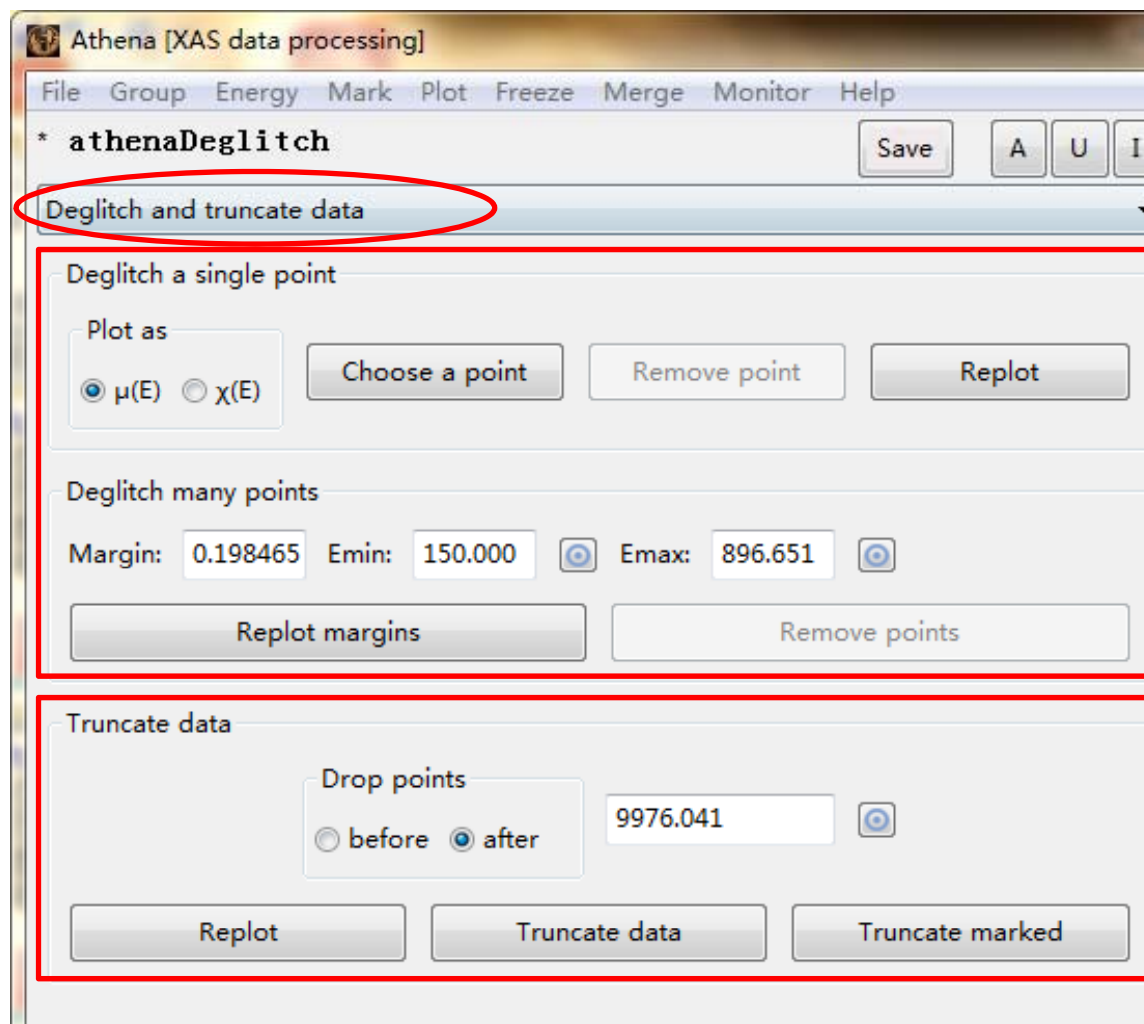 Athena [XAS data processing]
File Group Energy Mark Plot Freeze Merge Monitor Help
* athenaDeglitch Save A U I
Deglitch and truncate data
Deglitch a single point
Plot as
μ(E) χ(E) Choose a point Remove point Replot
Deglitch many points
Margin: 0.198465 Emin: 150.000 Emax: 896.651
Replot margins Remove points
Truncate data
Drop points
before after 9976.041
Replot Truncate data Truncate marked